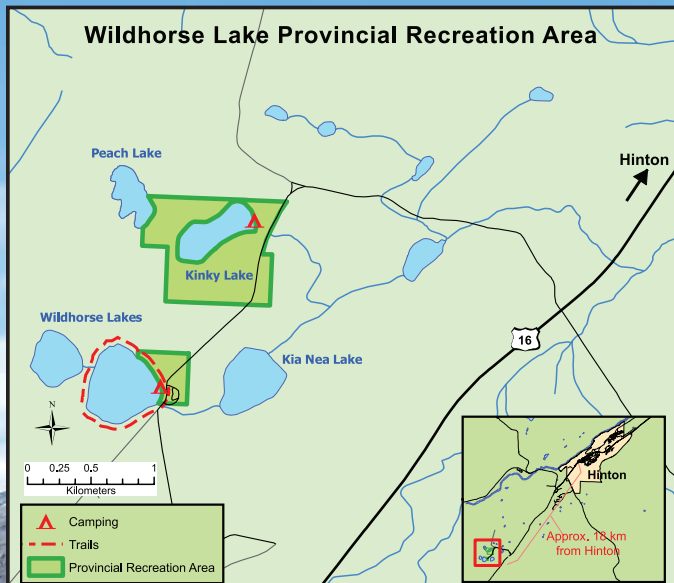 Wildhorse Lake Provincial Recreation Area
Peach Lake
Hinton
Kinky Lake
Wildhorse Lakes
16
Kia Nea Lake
N
0 0.25 0.5 1
Kilometers
Camping
Trails
Provincial Recreation Area
Hinton
Approx. 18 km
from Hinton